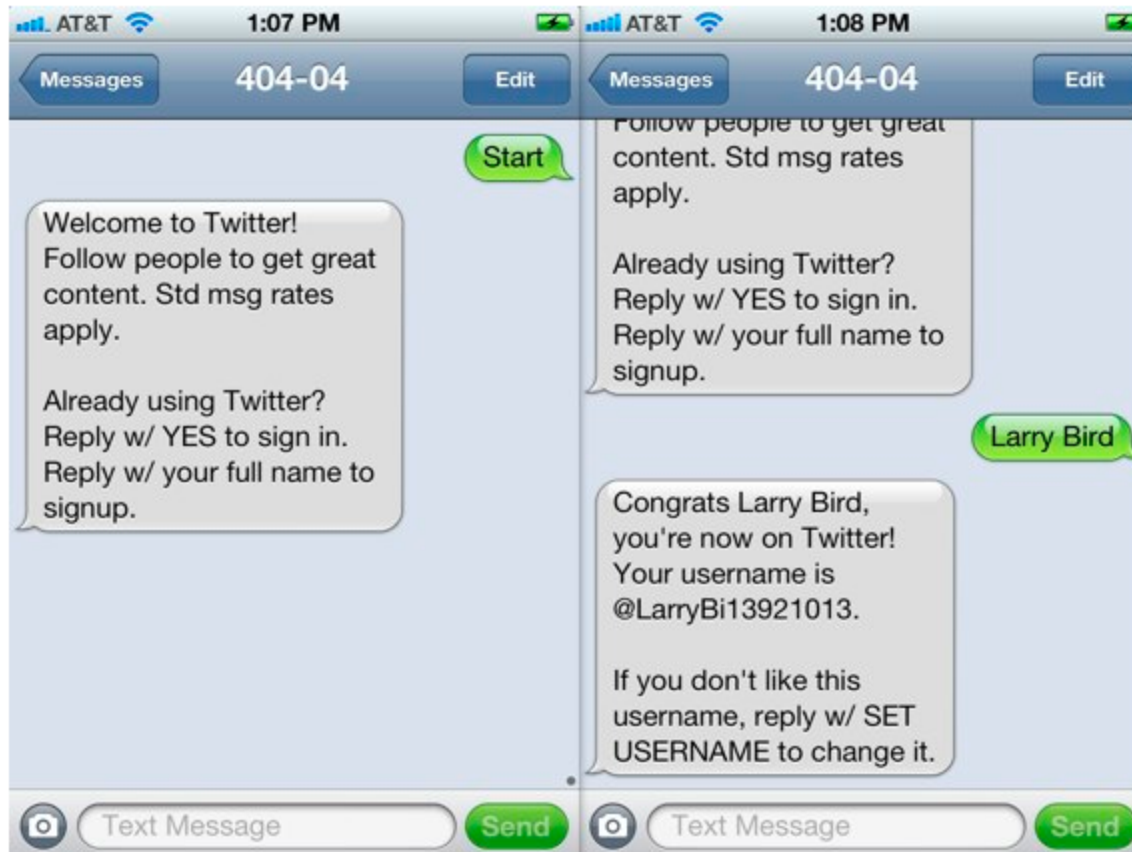 AT&T 1:07 PM
Messages 404-04 Edit
Start
Welcome to Twitter!
Follow people to get great
content. Std msg rates
apply.
Already using Twitter?
Reply w/ YES to sign in.
Reply w/ your full name to
signup.
Text Message Send
AT&T 1:08 PM
Messages 404-04 Edit
Follow people to get great
content. Std msg rates
apply.
Already using Twitter?
Reply w/ YES to sign in.
Reply w/ your full name to
signup.
Larry Bird
Congrats Larry Bird,
you're now on Twitter!
Your username is
@LarryBi13921013.
If you don't like this
username, reply w/ SET
USERNAME to change it.
Text Message Send